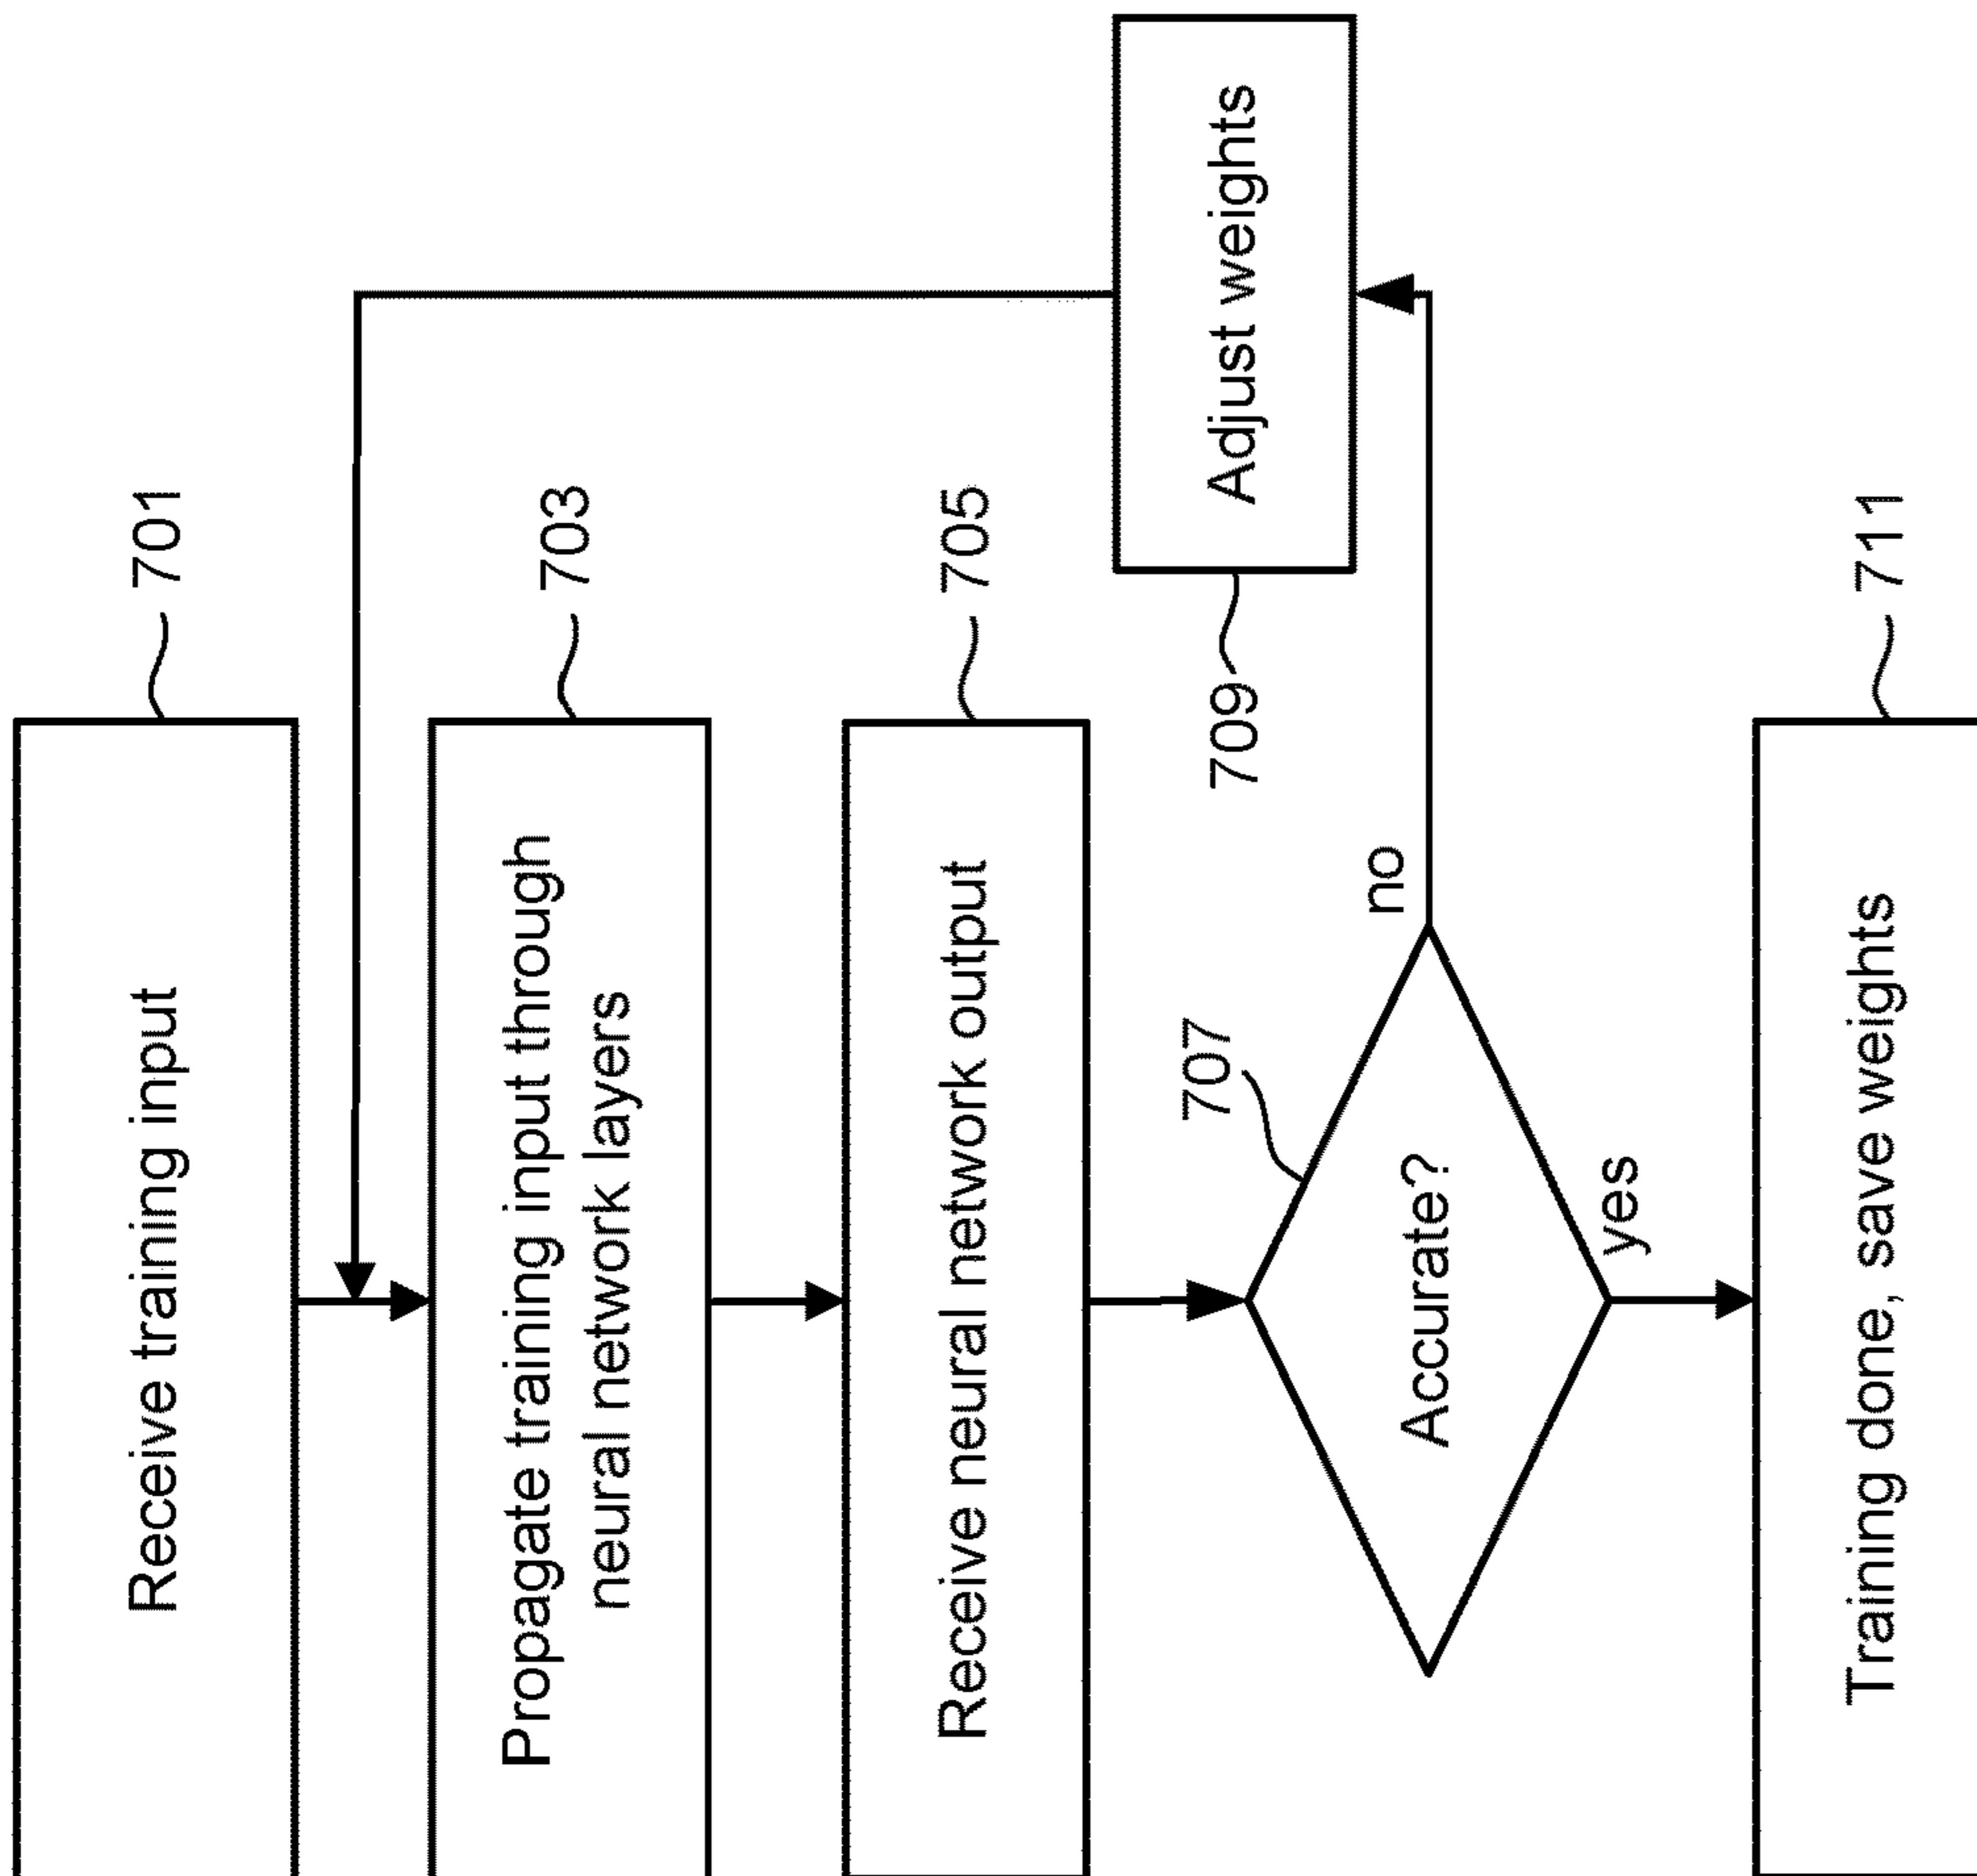 Receive training input
701
Propagate training input through
neural network layers
703
Receive neural network output
705
Accurate?
707
no
yes
Adjust weights
709
Training done, save weights
711